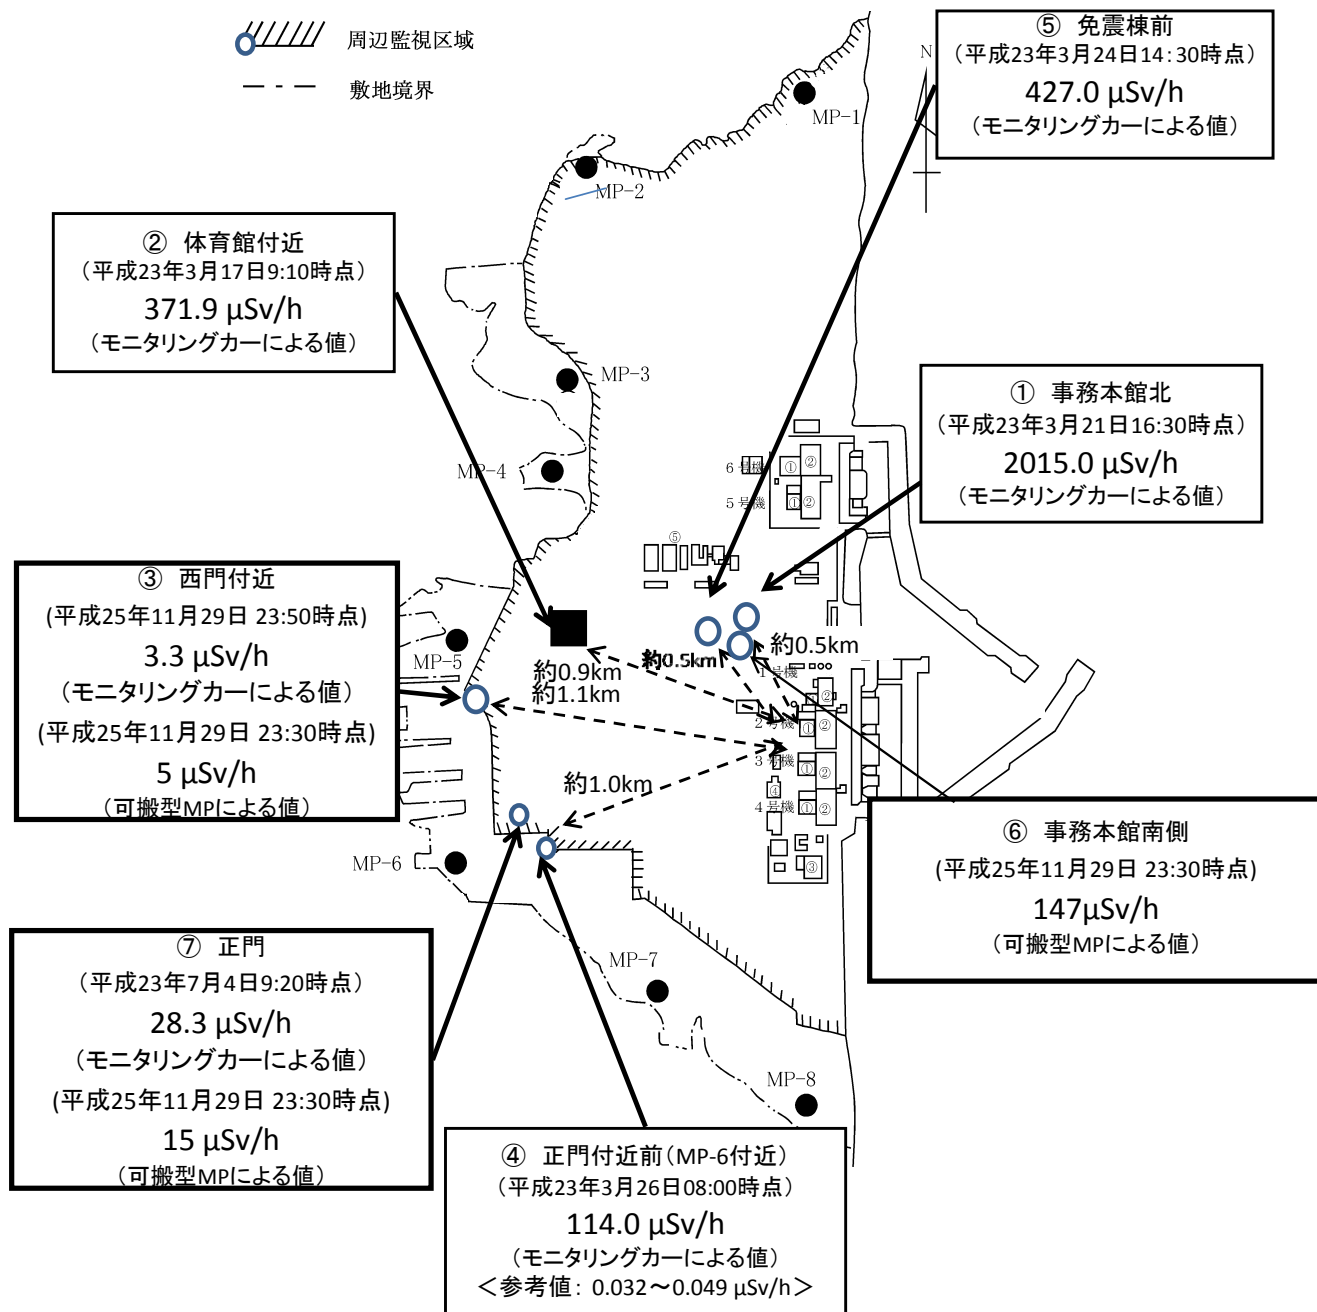 周辺監視区域
敷地境界
⑤ 免震棟前
(平成23年3月24日14:30時点)
427.0 μSv/h
(モニタリングカーによる値)
N
MP-1
MP-2
② 体育館付近
(平成23年3月17日9:10時点)
371.9 μSv/h
(モニタリングカーによる値)
MP-3
MP-4
① 事務本館北
(平成23年3月21日16:30時点)
2015.0 μSv/h
(モニタリングカーによる値)
6号機
①
②
5号機
①
②
⑤
③ 西門付近
(平成25年11月29日 23:50時点)
3.3 μSv/h
(モニタリングカーによる値)
(平成25年11月29日 23:30時点)
5 μSv/h
(可搬型MPによる値)
MP-5
約0.9km
約1.1km
約0.5km
約0.5km
1号機
②
2号機
①
②
3号機
①
②
④
4号機
①
②
③
約1.0km
MP-6
⑥ 事務本館南側
(平成25年11月29日 23:30時点)
147μSv/h
(可搬型MPによる値)
⑦ 正門
(平成23年7月4日9:20時点)
28.3 μSv/h
(モニタリングカーによる値)
(平成25年11月29日 23:30時点)
15 μSv/h
(可搬型MPによる値)
MP-7
MP-8
④ 正門付近前(MP-6付近)
(平成23年3月26日08:00時点)
114.0 μSv/h
(モニタリングカーによる値)
<参考値: 0.032~0.049 μSv/h>